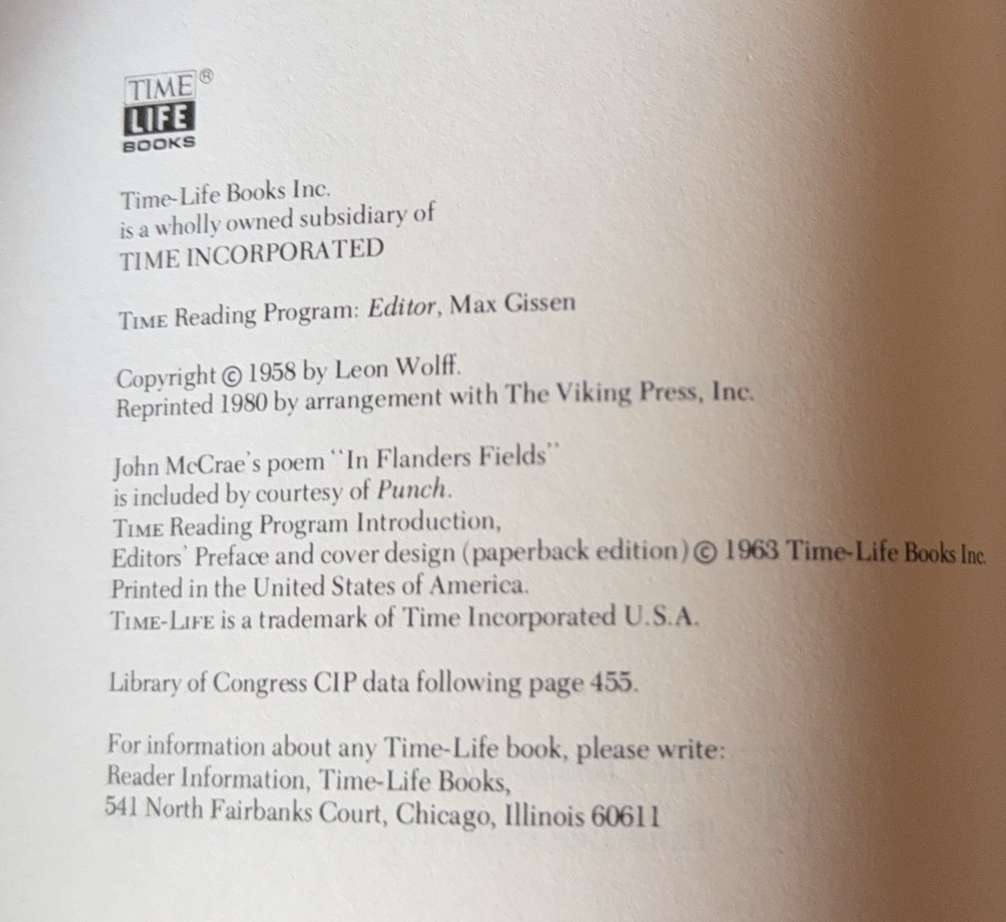 TIME®
LIFE
BOOKS
Time-Life Books Inc.
is a wholly owned subsidiary of
TIME INCORPORATED
TIME Reading Program: Editor, Max Gissen
Copyright © 1958 by Leon Wolff.
Reprinted 1980 by arrangement with The Viking Press, Inc.
John McCrae's poem ``In Flanders Fields''
is included by courtesy of Punch.
TIME Reading Program Introduction,
Editors' Preface and cover design (paperback edition) © 1963 Time-Life Books Inc.
Printed in the United States of America.
TIME-LIFE is a trademark of Time Incorporated U.S.A.
Library of Congress CIP data following page 455.
For information about any Time-Life book, please write:
Reader Information, Time-Life Books,
541 North Fairbanks Court, Chicago, Illinois 60611